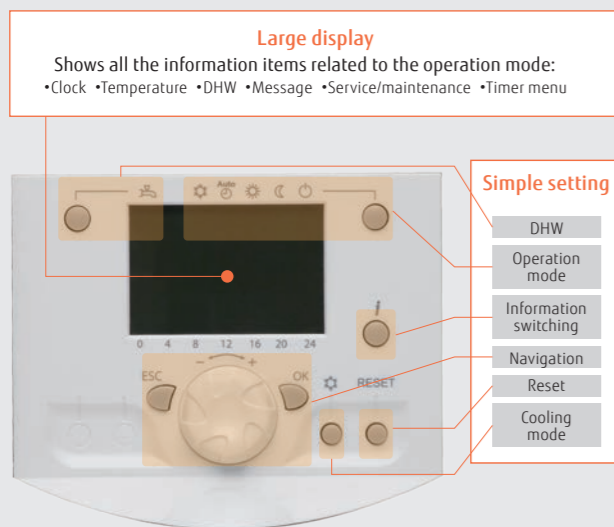 Large display
Shows all the information items related to the operation mode:
•Clock •Temperature •DHW •Message •Service/maintenance •Timer menu
Simple setting
DHW
Operation
mode
Information
switching
Navigation
Reset
Cooling
mode
Auto
0 4 8 12 16 20 24
− +
ESC OK
RESET